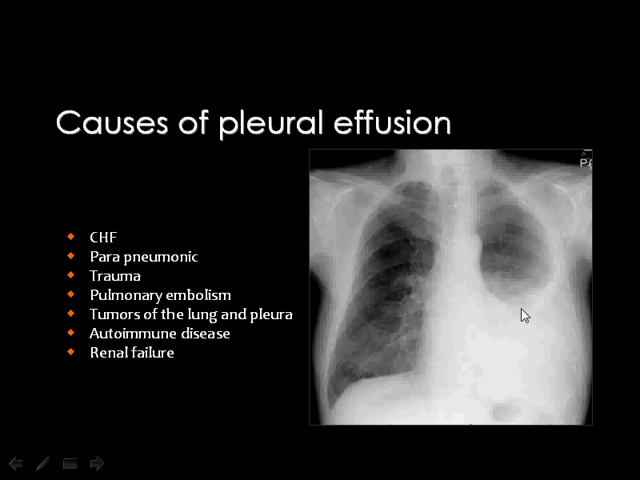 Causes of pleural effusion
CHF
Para pneumonic
Trauma
Pulmonary embolism
Tumors of the lung and pleura
Autoimmune disease
Renal failure